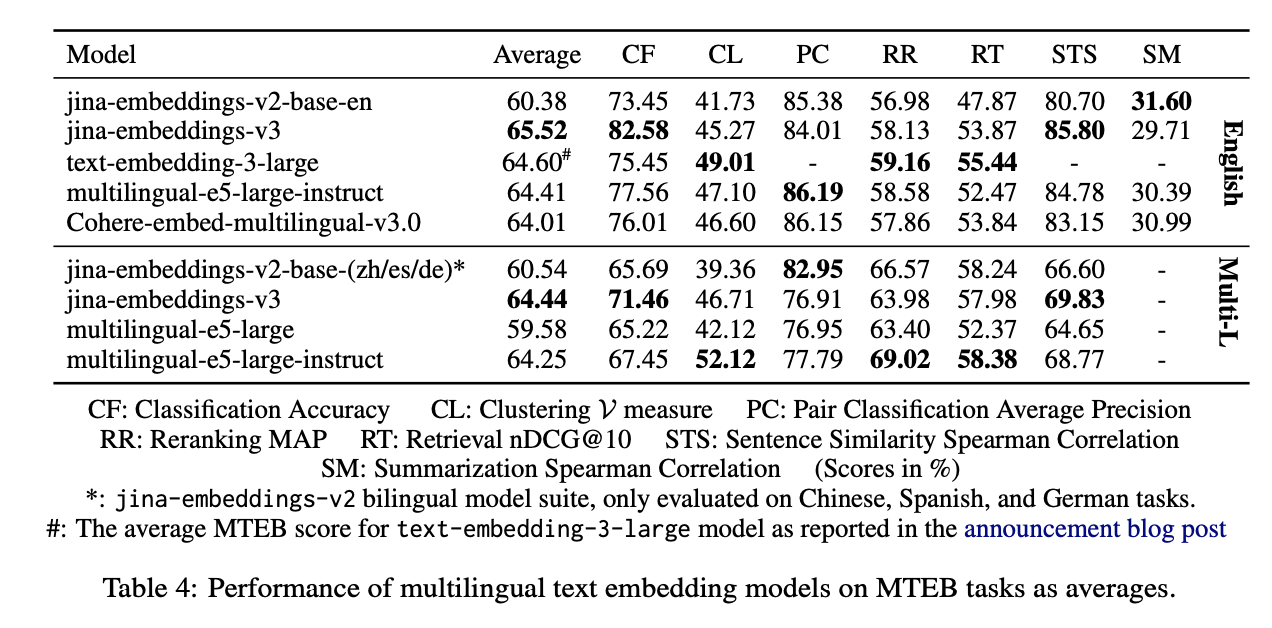 Model Average CF CL PC RR RT STS SM
jina-embeddings-v2-base-en 60.38 73.45 41.73 85.38 56.98 47.87 80.70 31.60
jina-embeddings-v3 65.52 82.58 45.27 84.01 58.13 53.87 85.80 29.71
text-embedding-3-large 64.60# 75.45 49.01 - 59.16 55.44 - -
multilingual-e5-large-instruct 64.41 77.56 47.10 86.19 58.58 52.47 84.78 30.39
Cohere-embed-multilingual-v3.0 64.01 76.01 46.60 86.15 57.86 53.84 83.15 30.99
English
jina-embeddings-v2-base-(zh/es/de)* 60.54 65.69 39.36 82.95 66.57 58.24 66.60 -
jina-embeddings-v3 64.44 71.46 46.71 76.91 63.98 57.98 69.83 -
multilingual-e5-large 59.58 65.22 42.12 76.95 63.40 52.37 64.65 -
multilingual-e5-large-instruct 64.25 67.45 52.12 77.79 69.02 58.38 68.77 -
Multi-L
CF: Classification Accuracy CL: Clustering 𝒱 measure PC: Pair Classification Average Precision
RR: Reranking MAP RT: Retrieval nDCG@10 STS: Sentence Similarity Spearman Correlation
SM: Summarization Spearman Correlation (Scores in %)
*: jina-embeddings-v2 bilingual model suite, only evaluated on Chinese, Spanish, and German tasks.
#: The average MTEB score for text-embedding-3-large model as reported in the announcement blog post
Table 4: Performance of multilingual text embedding models on MTEB tasks as averages.